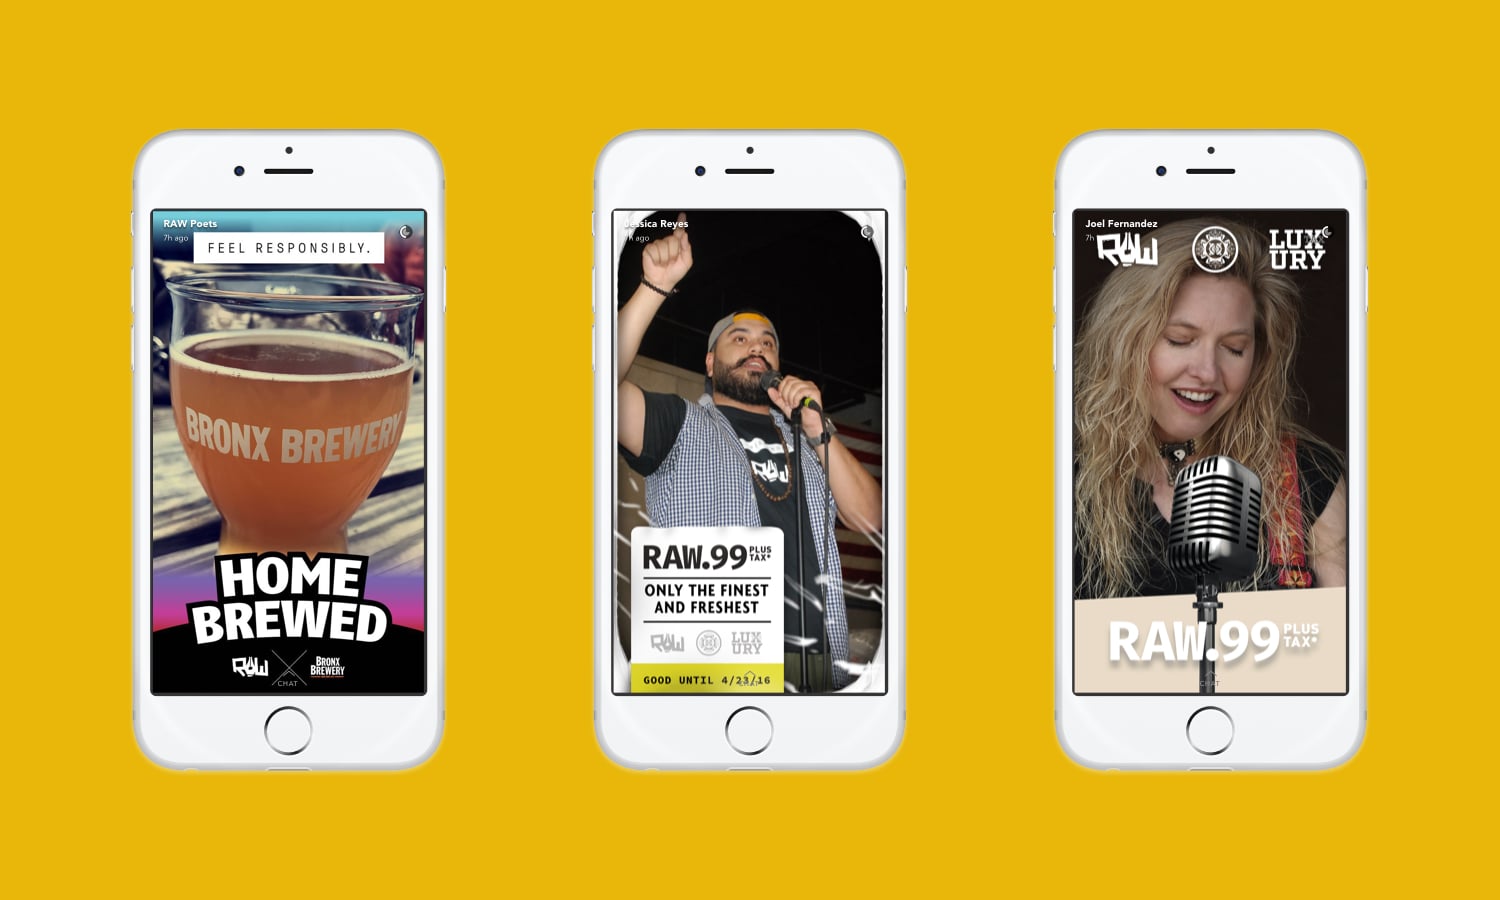 RAW Poets
7h ago
FEEL RESPONSIBLY.
BRONX BREWERY
HOME
BREWED
RAW
BRONX
BREWERY
CHAT
Jessica Reyes
7h ago
RAW
RAW.99 PLUS
TAX*
ONLY THE FINEST
AND FRESHEST
RAW
LUX
URY
GOOD UNTIL 4/23/16
CHAT
Joel Fernandez
7h
RAW
LUX
URY
RAW.99 PLUS
TAX*
CHAT